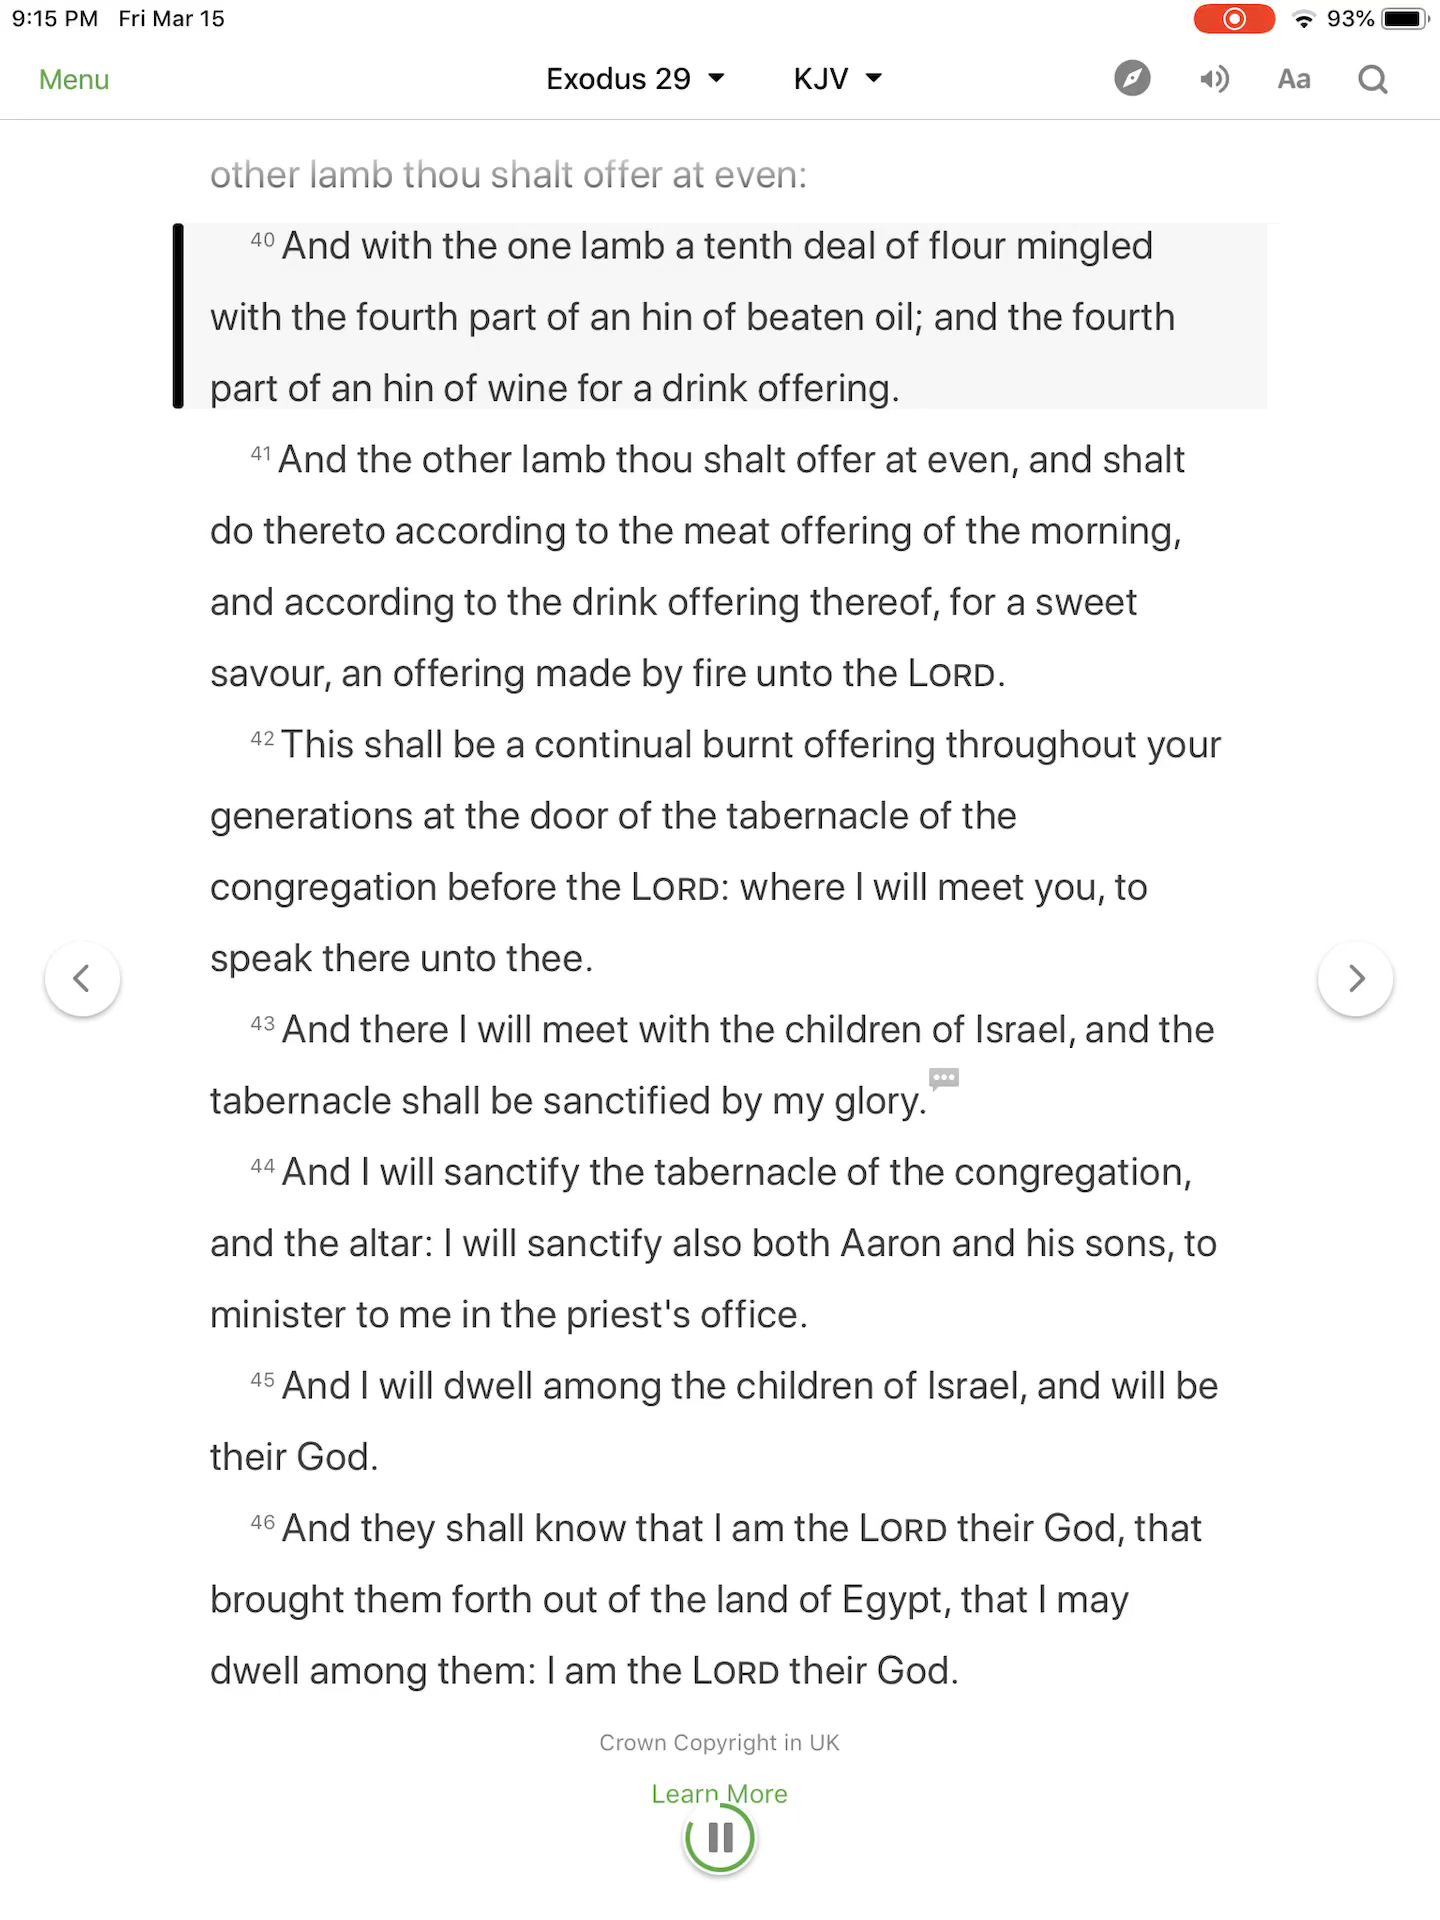 9:15 PM Fri Mar 15 93%
Menu Exodus 29 KJV Aa
other lamb thou shalt offer at even:
40 And with the one lamb a tenth deal of flour mingled
with the fourth part of an hin of beaten oil; and the fourth
part of an hin of wine for a drink offering.
41 And the other lamb thou shalt offer at even, and shalt
do thereto according to the meat offering of the morning,
and according to the drink offering thereof, for a sweet
savour, an offering made by fire unto the LORD.
42 This shall be a continual burnt offering throughout your
generations at the door of the tabernacle of the
congregation before the LORD: where I will meet you, to
speak there unto thee.
43 And there I will meet with the children of Israel, and the
tabernacle shall be sanctified by my glory.
44 And I will sanctify the tabernacle of the congregation,
and the altar: I will sanctify also both Aaron and his sons, to
minister to me in the priest's office.
45 And I will dwell among the children of Israel, and will be
their God.
46 And they shall know that I am the LORD their God, that
brought them forth out of the land of Egypt, that I may
dwell among them: I am the LORD their God.
Crown Copyright in UK
Learn More